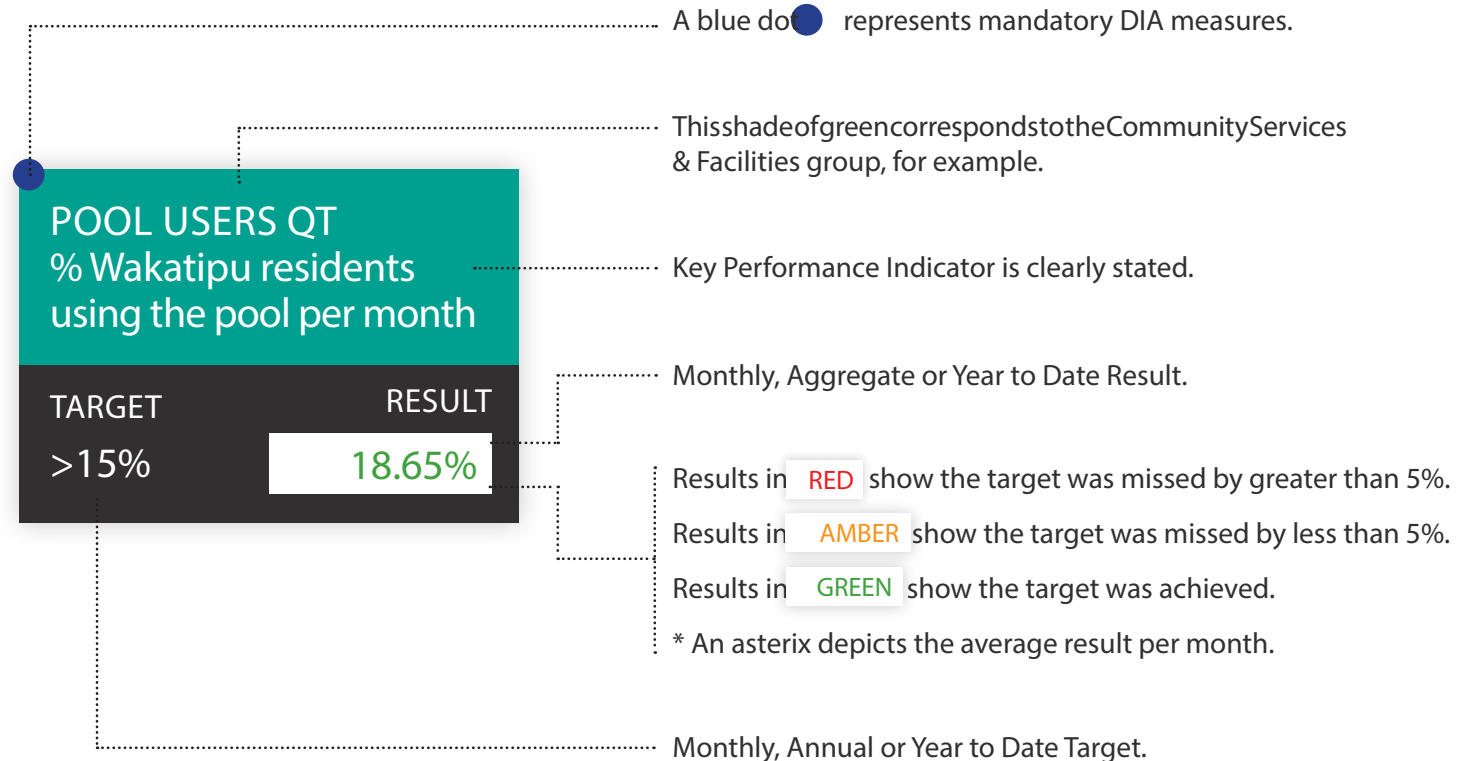 A blue dot represents mandatory DIA measures.
ThisshadeofgreencorrespondstotheCommunityServices
& Facilities group, for example.
POOL USERS QT
% Wakatipu residents
using the pool per month
Key Performance Indicator is clearly stated.
Monthly, Aggregate or Year to Date Result.
TARGET
RESULT
>15%
18.65%
Results in RED show the target was missed by greater than 5%.
Results in AMBER show the target was missed by less than 5%.
Results in GREEN show the target was achieved.
* An asterix depicts the average result per month.
Monthly, Annual or Year to Date Target.